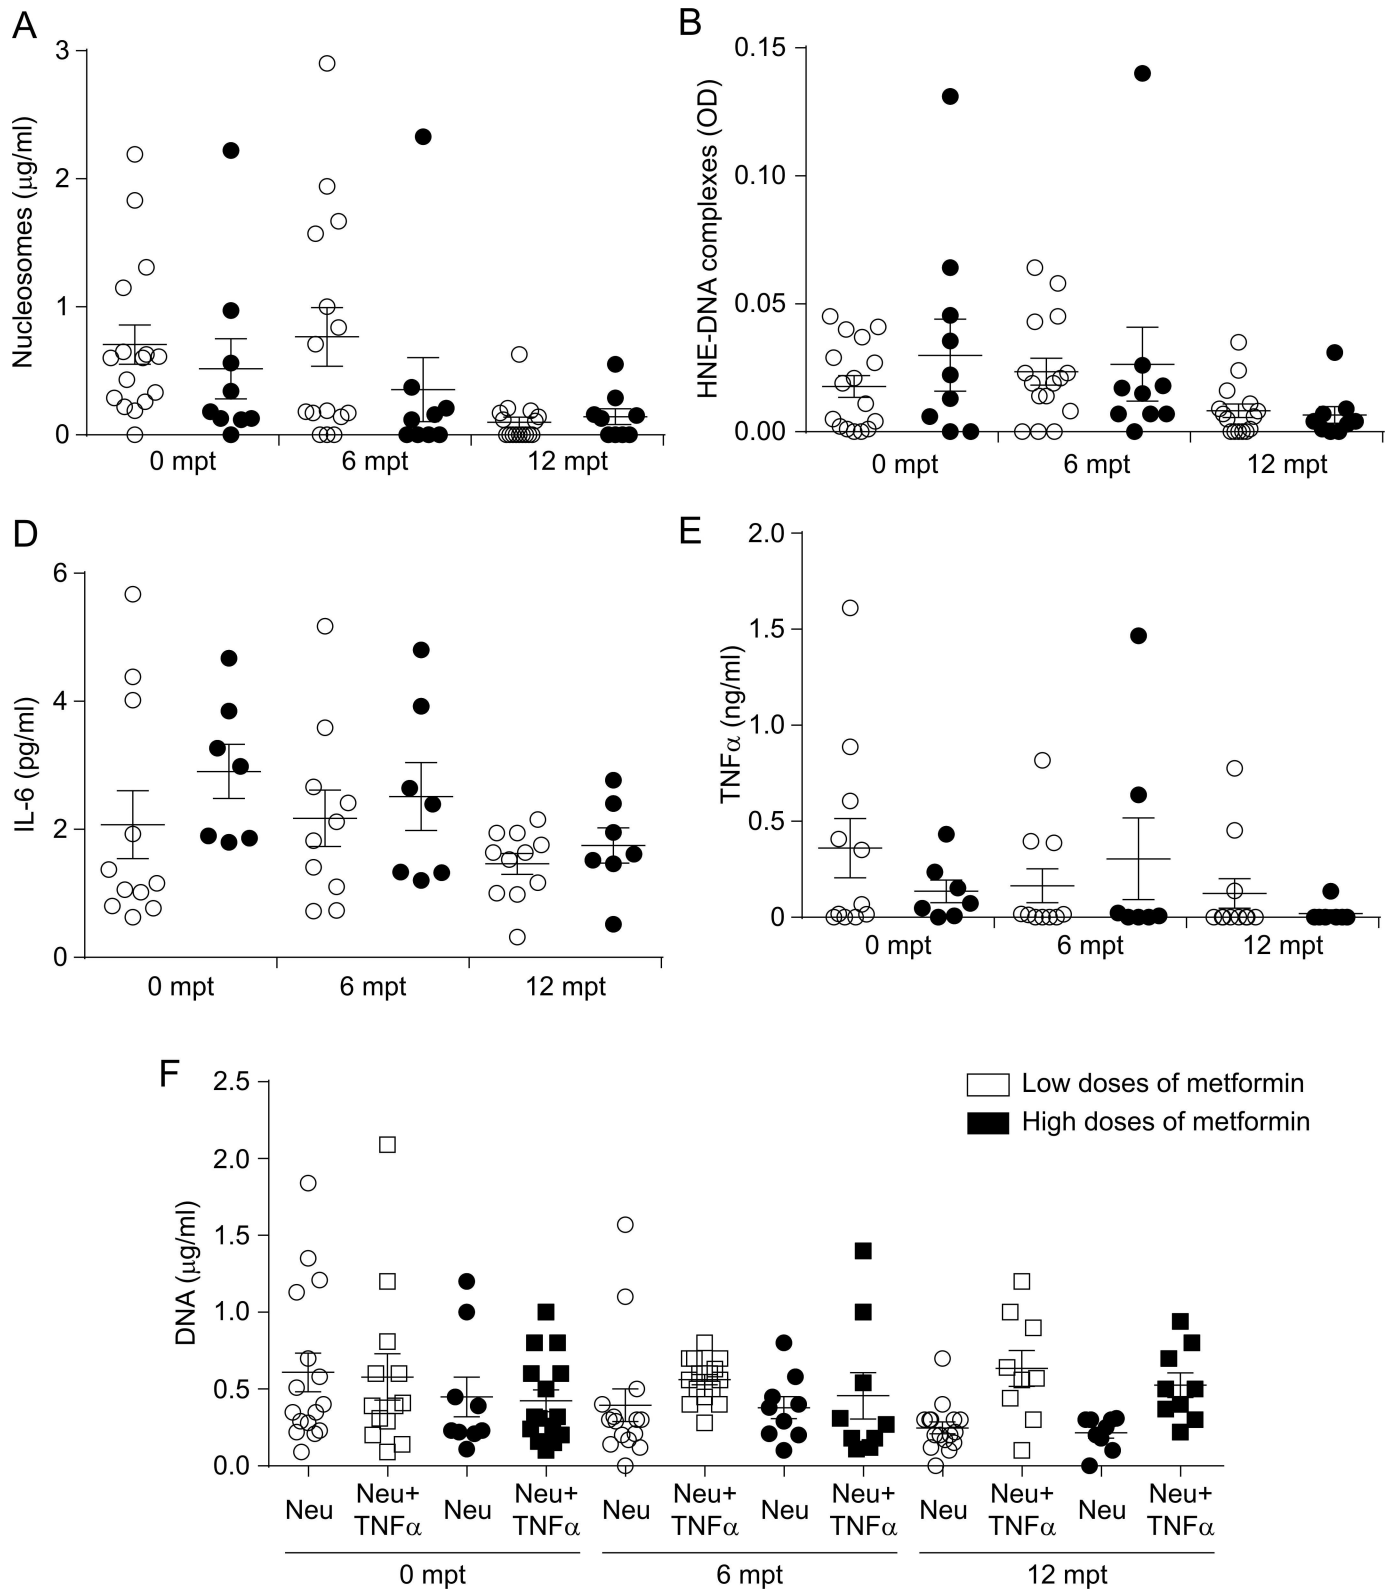 A
Nucleosomes (μg/ml)
3
2
1
0
0 mpt
6 mpt
12 mpt
B
HNE-DNA complexes (OD)
0.15
0.10
0.05
0.00
0 mpt
6 mpt
12 mpt
D
IL-6 (pg/ml)
6
4
2
0
0 mpt
6 mpt
12 mpt
E
TNFα (ng/ml)
2.0
1.5
1.0
0.5
0
0 mpt
6 mpt
12 mpt
F
DNA (μg/ml)
2.5
2.0
1.5
1.0
0.5
0.0
Low doses of metformin
High doses of metformin
Neu
Neu+
TNFα
Neu
Neu+
TNFα
Neu
Neu+
TNFα
Neu
Neu+
TNFα
Neu
Neu+
TNFα
Neu
Neu+
TNFα
0 mpt
6 mpt
12 mpt